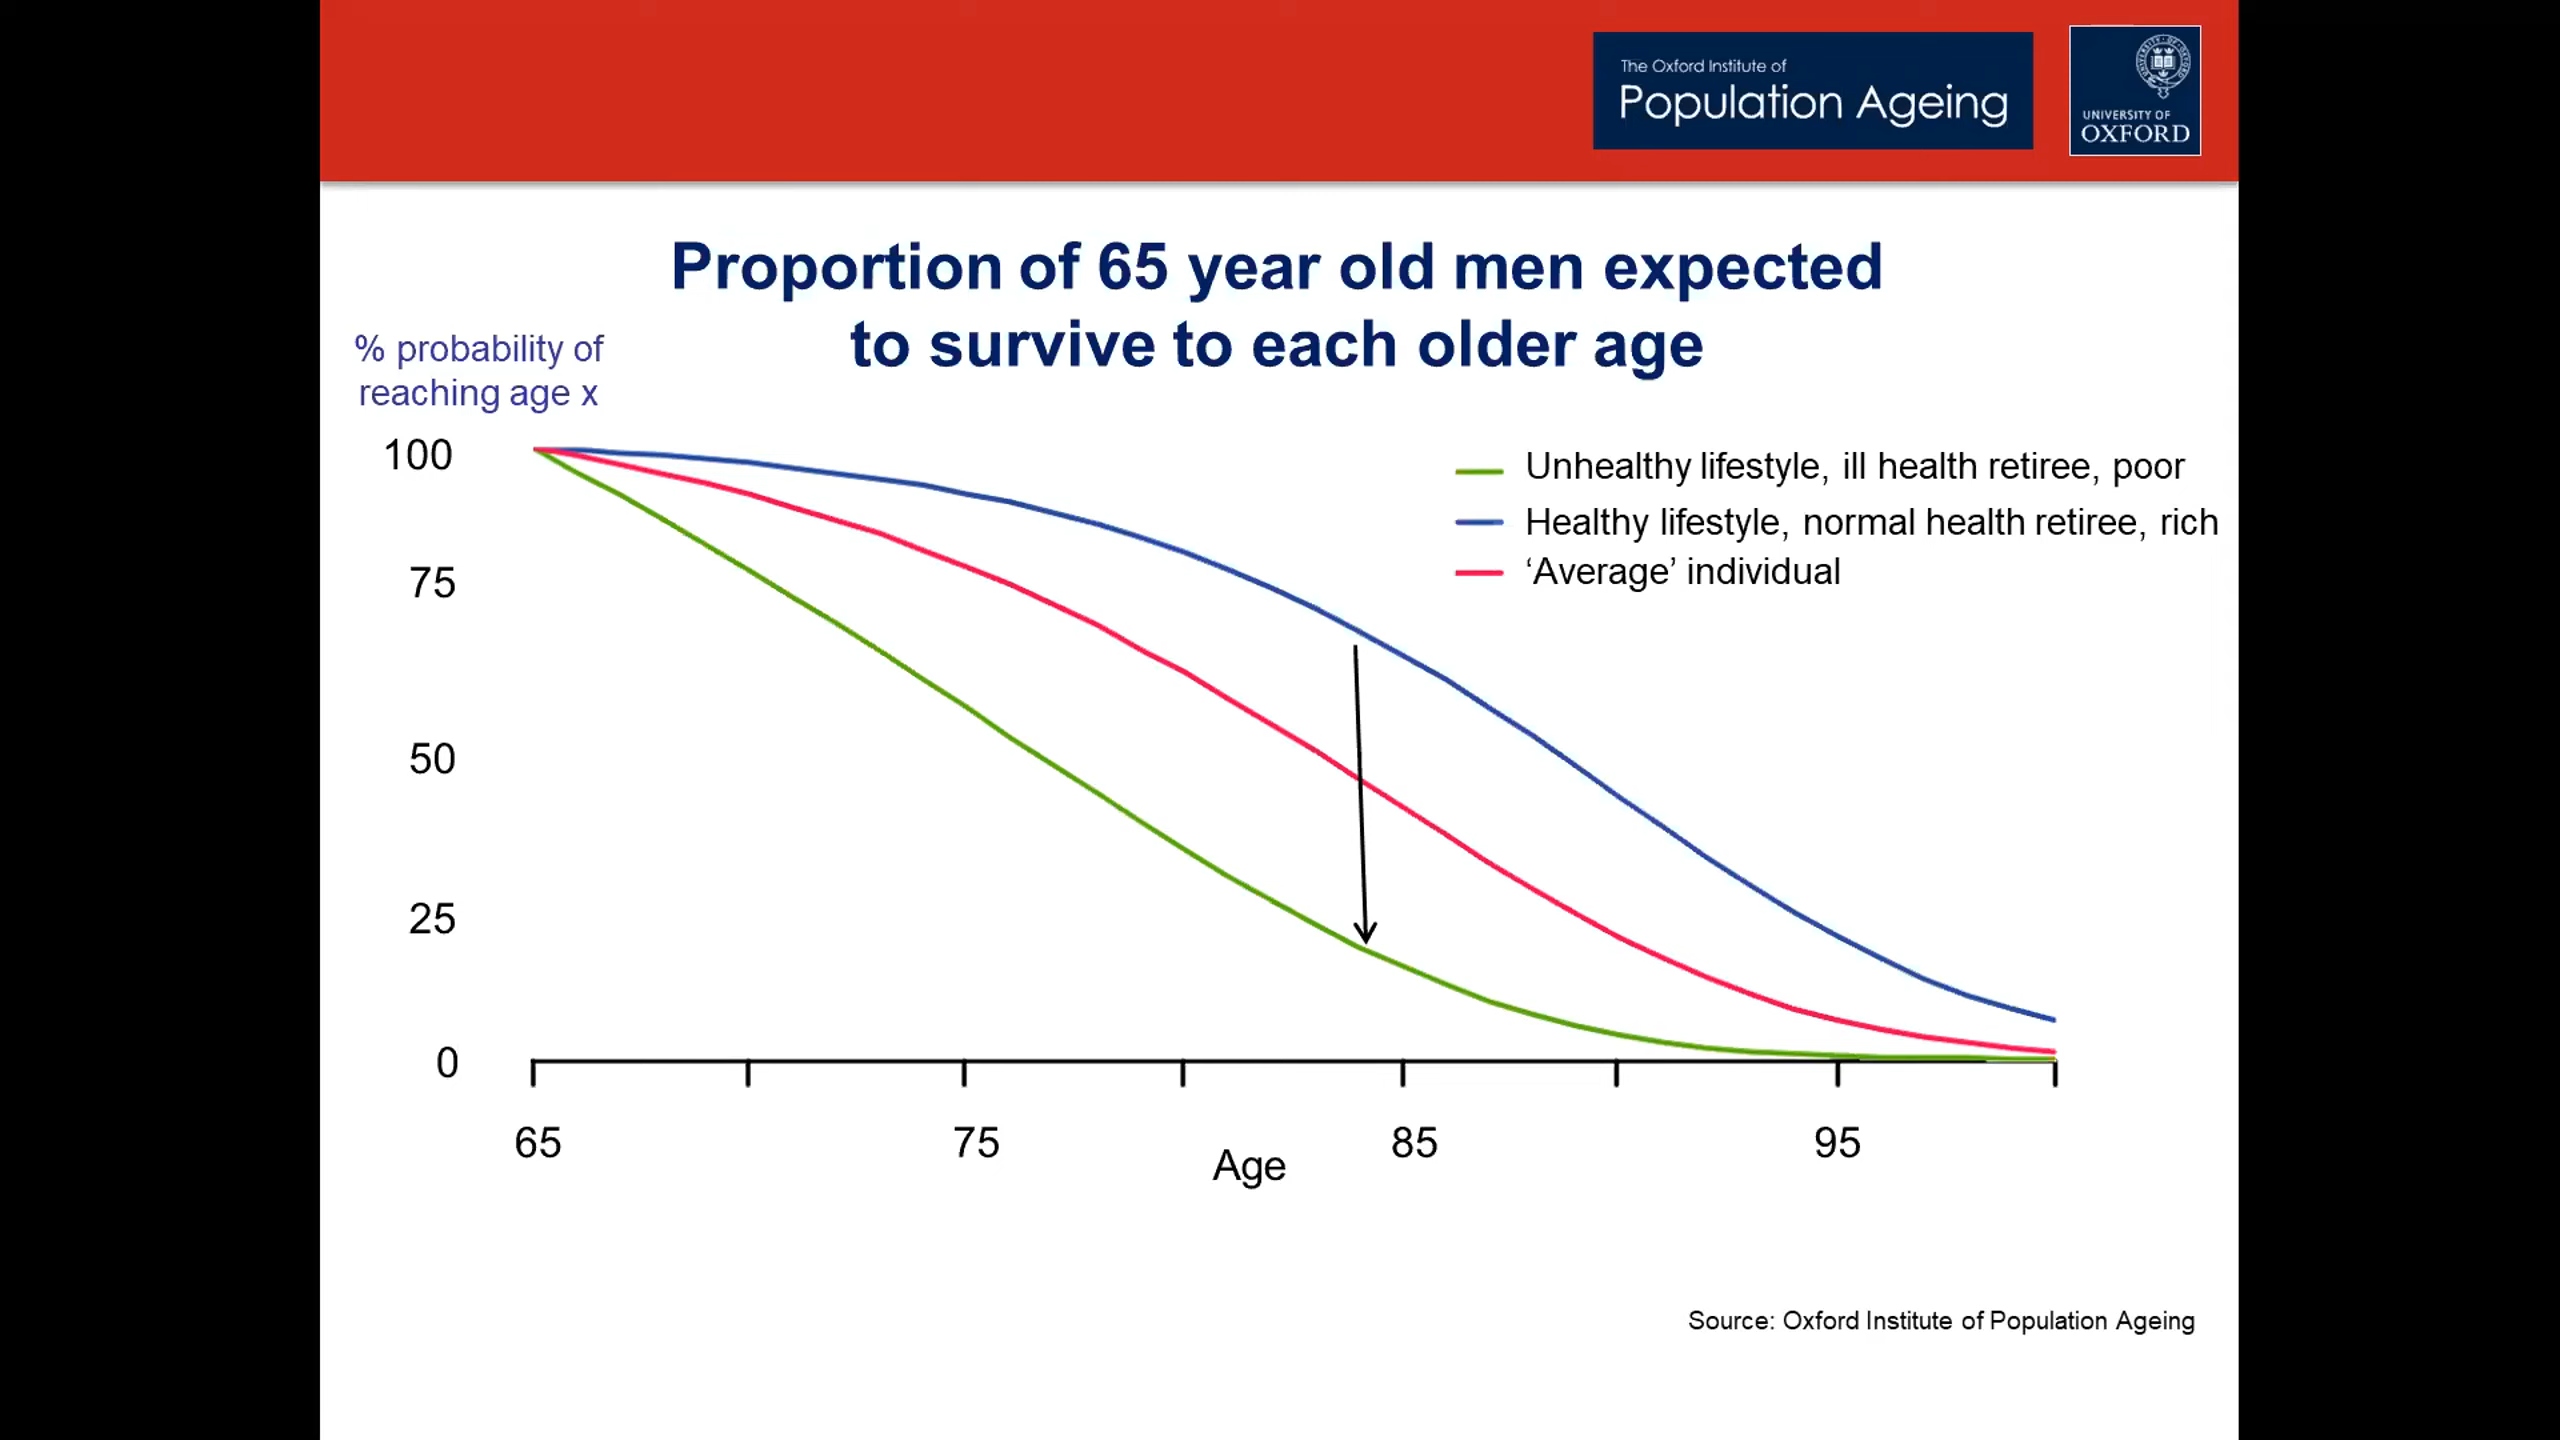 The Oxford Institute of
Population Ageing
UNIVERSITY OF
OXFORD
Proportion of 65 year old men expected
to survive to each older age
% probability of
reaching age x
100
75
50
25
0
Unhealthy lifestyle, ill health retiree, poor
Healthy lifestyle, normal health retiree, rich
‘Average’ individual
65
75
85
95
Age
Source: Oxford Institute of Population Ageing